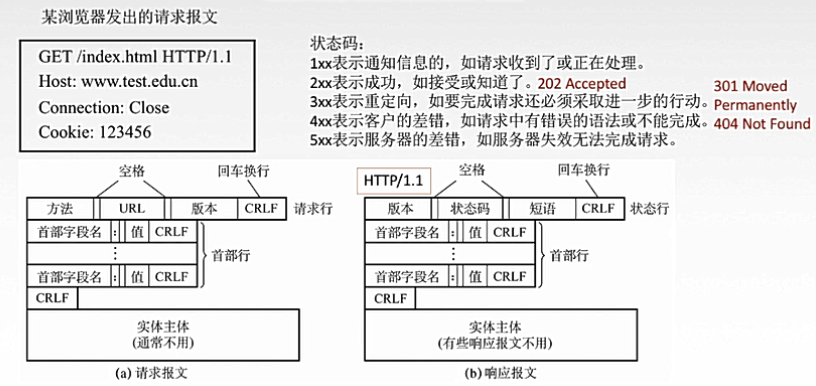 某浏览器发出的请求报文
GET /index.html HTTP/1.1
Host: www.test.edu.cn
Connection: Close
Cookie: 123456
状态码：
1xx表示通知信息的，如请求收到了或正在处理。
2xx表示成功，如接受或知道了。202 Accepted
3xx表示重定向，如要完成请求还必须采取进一步的行动。
4xx表示客户的差错，如请求中有错误的语法或不能完成。
5xx表示服务器的差错，如服务器失效无法完成请求。
301 Moved
Permanently
404 Not Found
空格 回车换行
方法 URL 版本 CRLF 请求行
首部字段名 : 值 CRLF
⋮ 首部行
首部字段名 : 值 CRLF
CRLF
实体主体
(通常不用)
(a) 请求报文
HTTP/1.1 空格 回车换行
版本 状态码 短语 CRLF 状态行
首部字段名 : 值 CRLF
⋮ 首部行
首部字段名 : 值 CRLF
CRLF
实体主体
(有些响应报文不用)
(b) 响应报文